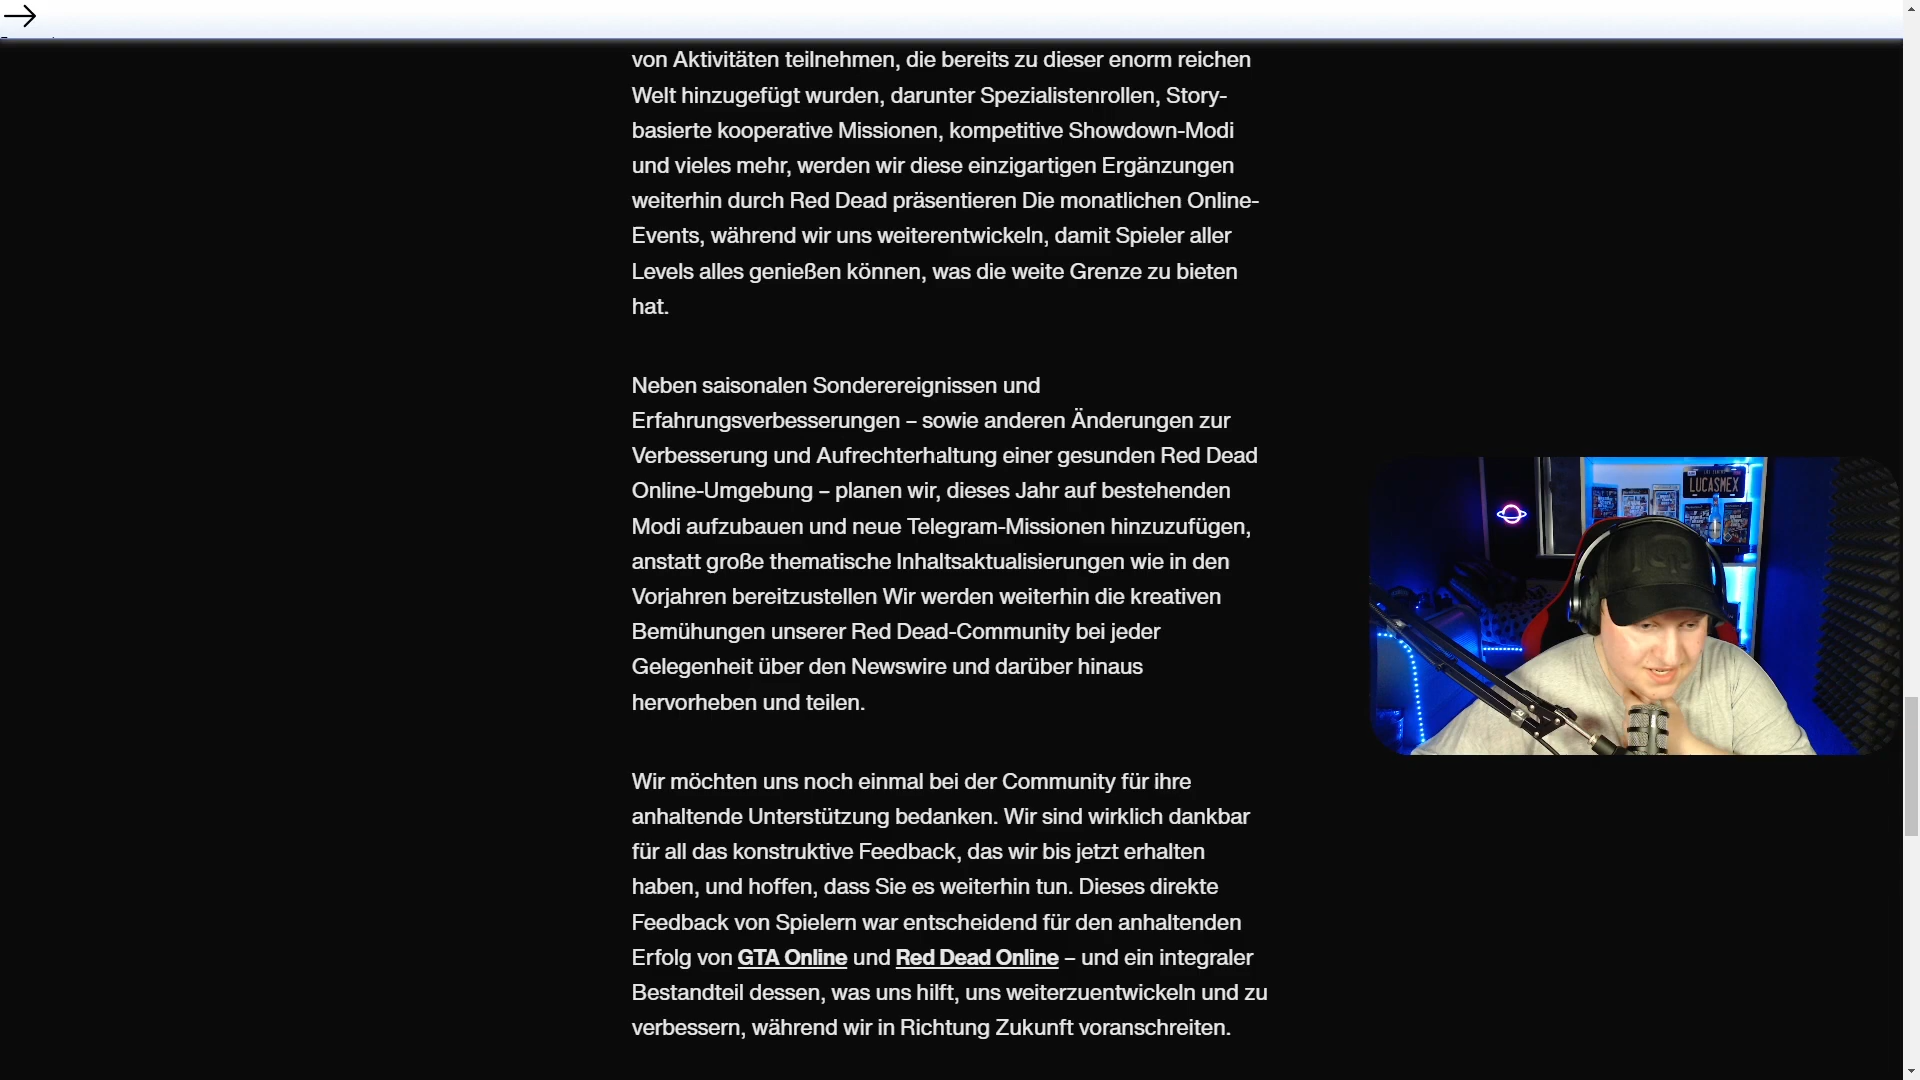 von Aktivitäten teilnehmen, die bereits zu dieser enorm reichen
Welt hinzugefügt wurden, darunter Spezialistenrollen, Story-
basierte kooperative Missionen, kompetitive Showdown-Modi
und vieles mehr, werden wir diese einzigartigen Ergänzungen
weiterhin durch Red Dead präsentieren Die monatlichen Online-
Events, während wir uns weiterentwickeln, damit Spieler aller
Levels alles genießen können, was die weite Grenze zu bieten
hat.
Neben saisonalen Sonderereignissen und
Erfahrungsverbesserungen – sowie anderen Änderungen zur
Verbesserung und Aufrechterhaltung einer gesunden Red Dead
Online-Umgebung – planen wir, dieses Jahr auf bestehenden
Modi aufzubauen und neue Telegram-Missionen hinzuzufügen,
anstatt große thematische Inhaltsaktualisierungen wie in den
Vorjahren bereitzustellen Wir werden weiterhin die kreativen
Bemühungen unserer Red Dead-Community bei jeder
Gelegenheit über den Newswire und darüber hinaus
hervorheben und teilen.
Wir möchten uns noch einmal bei der Community für ihre
anhaltende Unterstützung bedanken. Wir sind wirklich dankbar
für all das konstruktive Feedback, das wir bis jetzt erhalten
haben, und hoffen, dass Sie es weiterhin tun. Dieses direkte
Feedback von Spielern war entscheidend für den anhaltenden
Erfolg von GTA Online und Red Dead Online – und ein integraler
Bestandteil dessen, was uns hilft, uns weiterzuentwickeln und zu
verbessern, während wir in Richtung Zukunft voranschreiten.
LUCASMEX